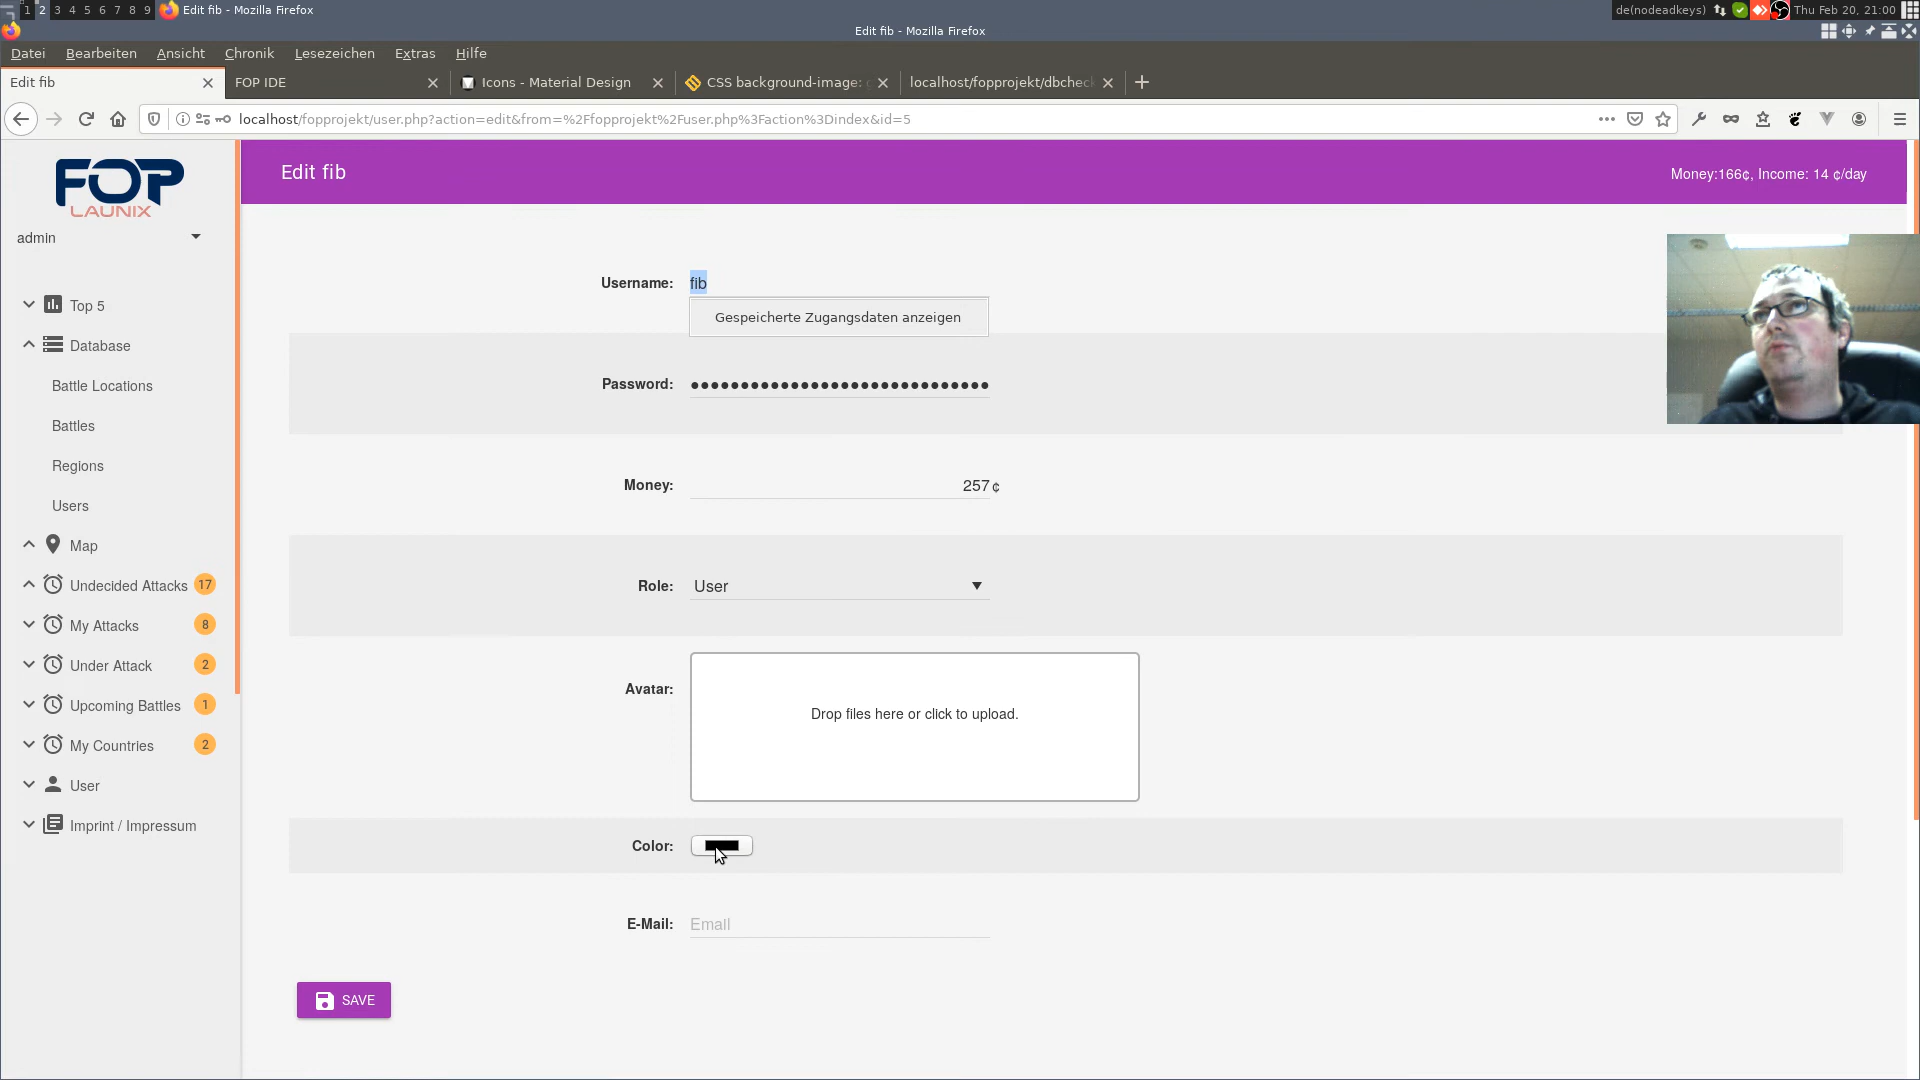 1 2 3 4 5 6 7 8 9 Edit fib - Mozilla Firefox de(nodeadkeys) Thu Feb 20, 21:00
Edit fib - Mozilla Firefox
Datei Bearbeiten Ansicht Chronik Lesezeichen Extras Hilfe
Edit fib FOP IDE Icons - Material Design CSS background-image: localhost/fopprojekt/dbchec
localhost/fopprojekt/user.php?action=edit&from=%2Ffopprojekt%2Fuser.php%3Faction%3Dindex&id=5
FOP
LAUNIX
admin
Top 5
Database
Battle Locations
Battles
Regions
Users
Map
Undecided Attacks 17
My Attacks 8
Under Attack 2
Upcoming Battles 1
My Countries 2
User
Imprint / Impressum
Edit fib
Money:166¢, Income: 14 ¢/day
Username: fib
Gespeicherte Zugangsdaten anzeigen
Password: ••••••••••••••••••••••••••••••
Money: 257 ¢
Role: User
Avatar:
Drop files here or click to upload.
Color:
E-Mail: Email
SAVE